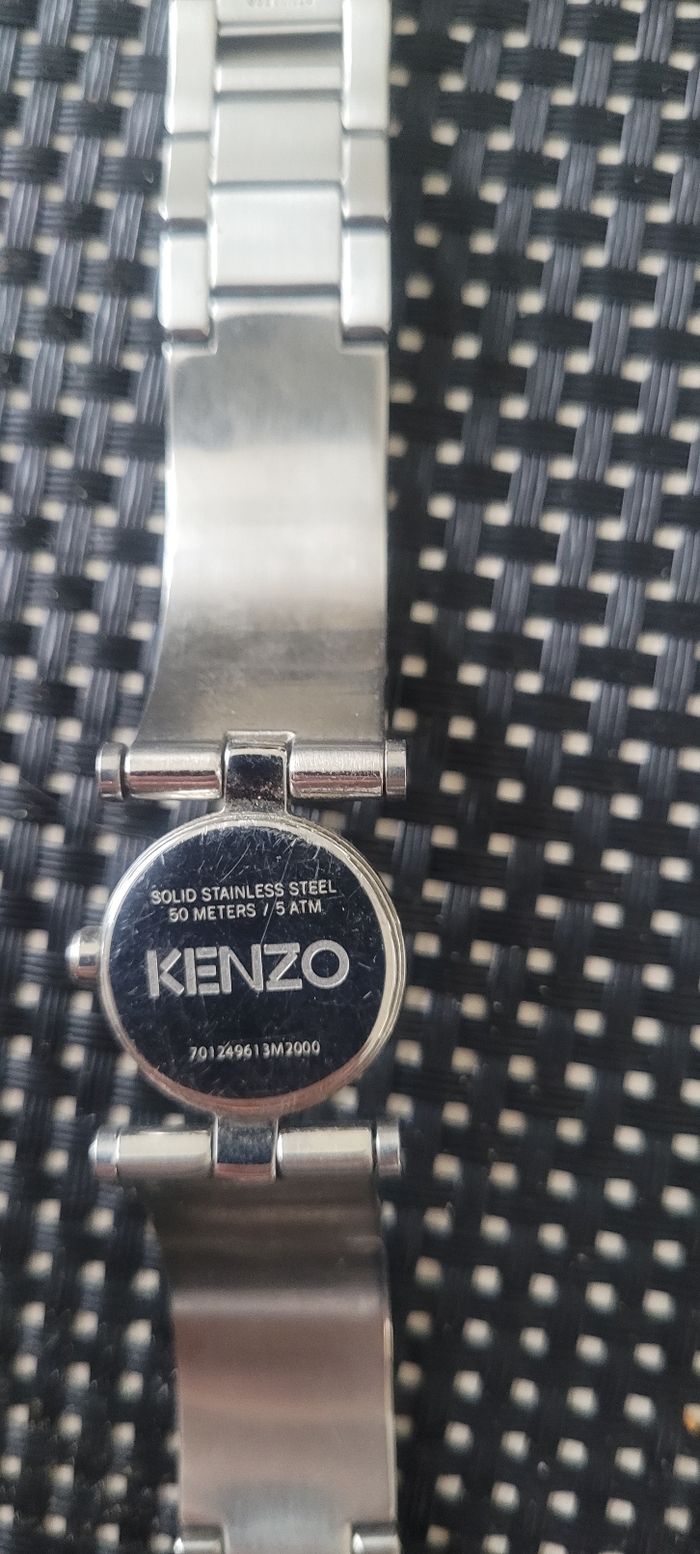 SOLID STAINLESS STEEL
50 METERS / 5 ATM
KENZO
701249613M2000